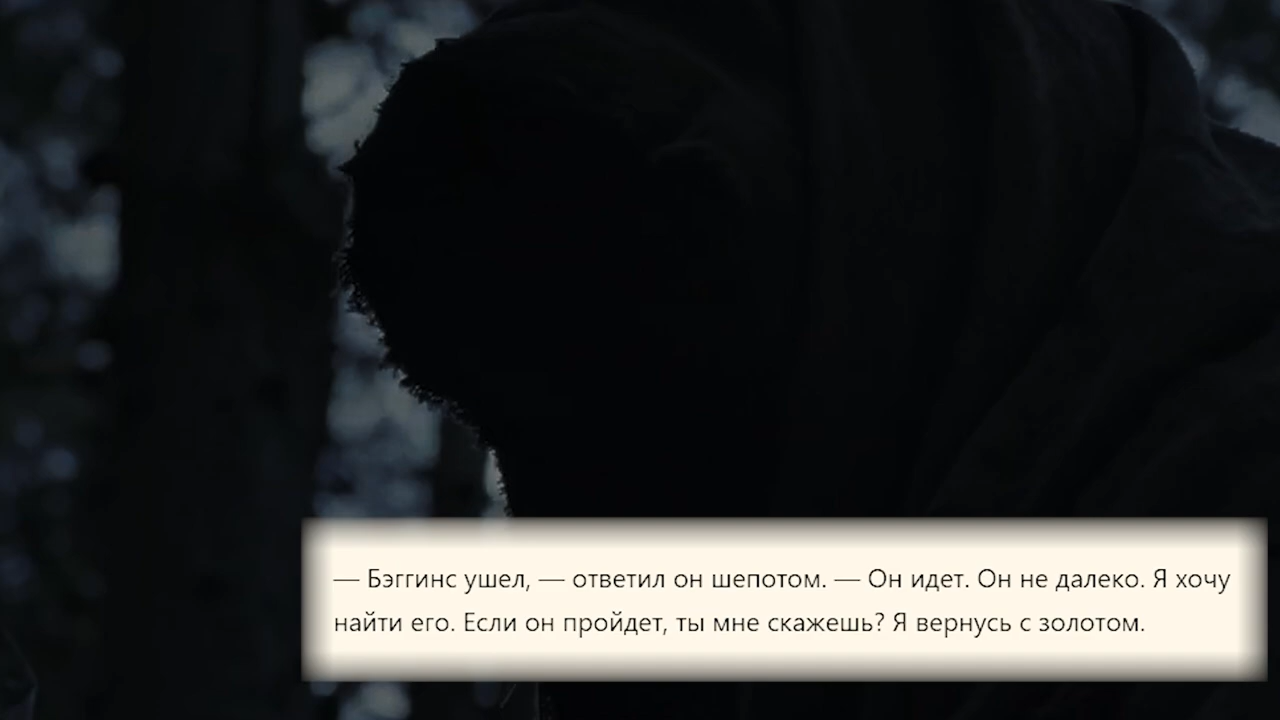 — Бэггинс ушел, — ответил он шепотом. — Он идет. Он не далеко. Я хочу
найти его. Если он пройдет, ты мне скажешь? Я вернусь с золотом.